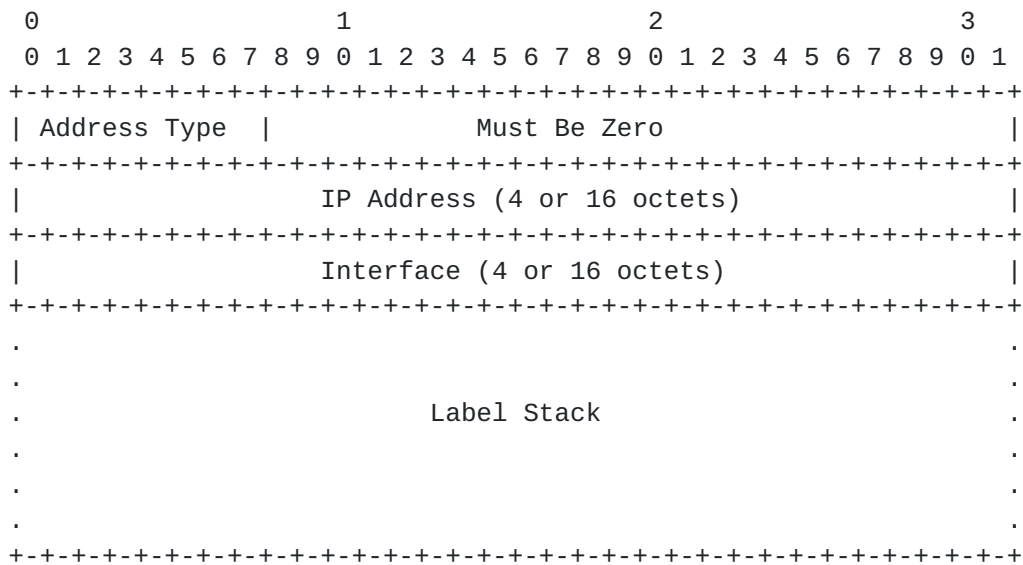 0                   1                   2                   3
 0 1 2 3 4 5 6 7 8 9 0 1 2 3 4 5 6 7 8 9 0 1 2 3 4 5 6 7 8 9 0 1
+-+-+-+-+-+-+-+-+-+-+-+-+-+-+-+-+-+-+-+-+-+-+-+-+-+-+-+-+-+-+-+-+
| Address Type  |             Must Be Zero                      |
+-+-+-+-+-+-+-+-+-+-+-+-+-+-+-+-+-+-+-+-+-+-+-+-+-+-+-+-+-+-+-+-+
|                   IP Address (4 or 16 octets)                 |
+-+-+-+-+-+-+-+-+-+-+-+-+-+-+-+-+-+-+-+-+-+-+-+-+-+-+-+-+-+-+-+-+
|                   Interface (4 or 16 octets)                  |
+-+-+-+-+-+-+-+-+-+-+-+-+-+-+-+-+-+-+-+-+-+-+-+-+-+-+-+-+-+-+-+-+
.                                                               .
.                                                               .
.                          Label Stack                          .
.                                                               .
.                                                               .
.                                                               .
+-+-+-+-+-+-+-+-+-+-+-+-+-+-+-+-+-+-+-+-+-+-+-+-+-+-+-+-+-+-+-+-+